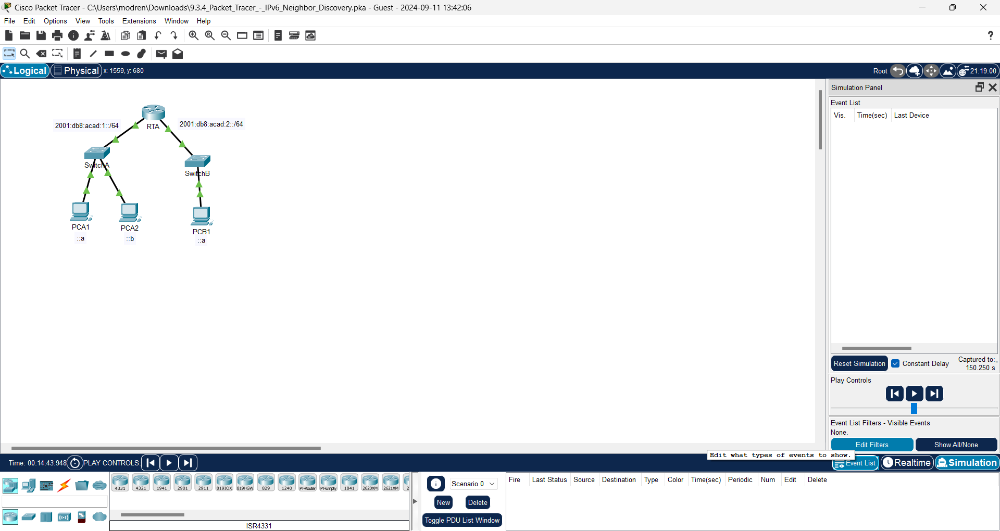 Cisco Packet Tracer - C:\Users\modren\Downloads\9.3.4_Packet_Tracer_-_IPv6_Neighbor_Discovery.pka - Guest - 2024-09-11 13:42:06
File Edit Options View Tools Extensions Window Help
?
Logical Physical x: 1559, y: 680 Root 21:19:00
Simulation Panel
Event List
Vis. Time(sec) Last Device
2001:db8:acad:1::/64 RTA 2001:db8:acad:2::/64
SwitchA
SwitchB
PCA1 PCA2 PCB1
::a ::b ::a
Reset Simulation Constant Delay Captured to:
150.250 s
Play Controls
Event List Filters - Visible Events
None.
Edit Filters Show All/None
Edit what types of events to show.
Time: 00:14:43.948 PLAY CONTROLS: Event List Realtime Simulation
4331 4321 1941 2901 2911 819IOX 819HGW 829 1240 PT-Router PT-Empty 1841 2620XM 2621XM 2
ISR4331
Scenario 0
New Delete
Toggle PDU List Window
Fire Last Status Source Destination Type Color Time(sec) Periodic Num Edit Delete